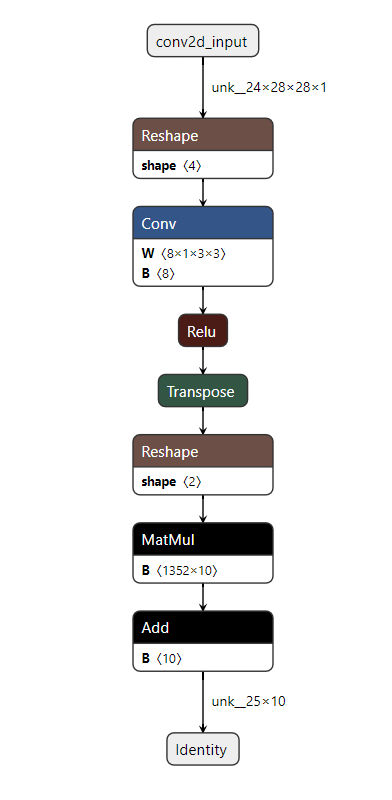 conv2d_input
unk__24×28×28×1
Reshape
shape 〈4〉
Conv
W 〈8×1×3×3〉
B 〈8〉
Relu
Transpose
Reshape
shape 〈2〉
MatMul
B 〈1352×10〉
Add
B 〈10〉
unk__25×10
Identity